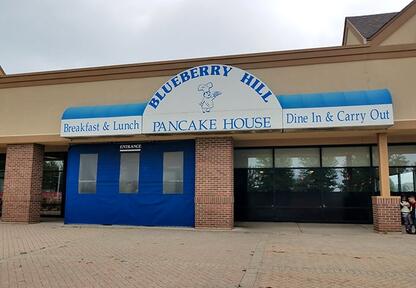 BLUEBERRY HILL
Breakfast & Lunch
PANCAKE HOUSE
Dine In & Carry Out
ENTRANCE